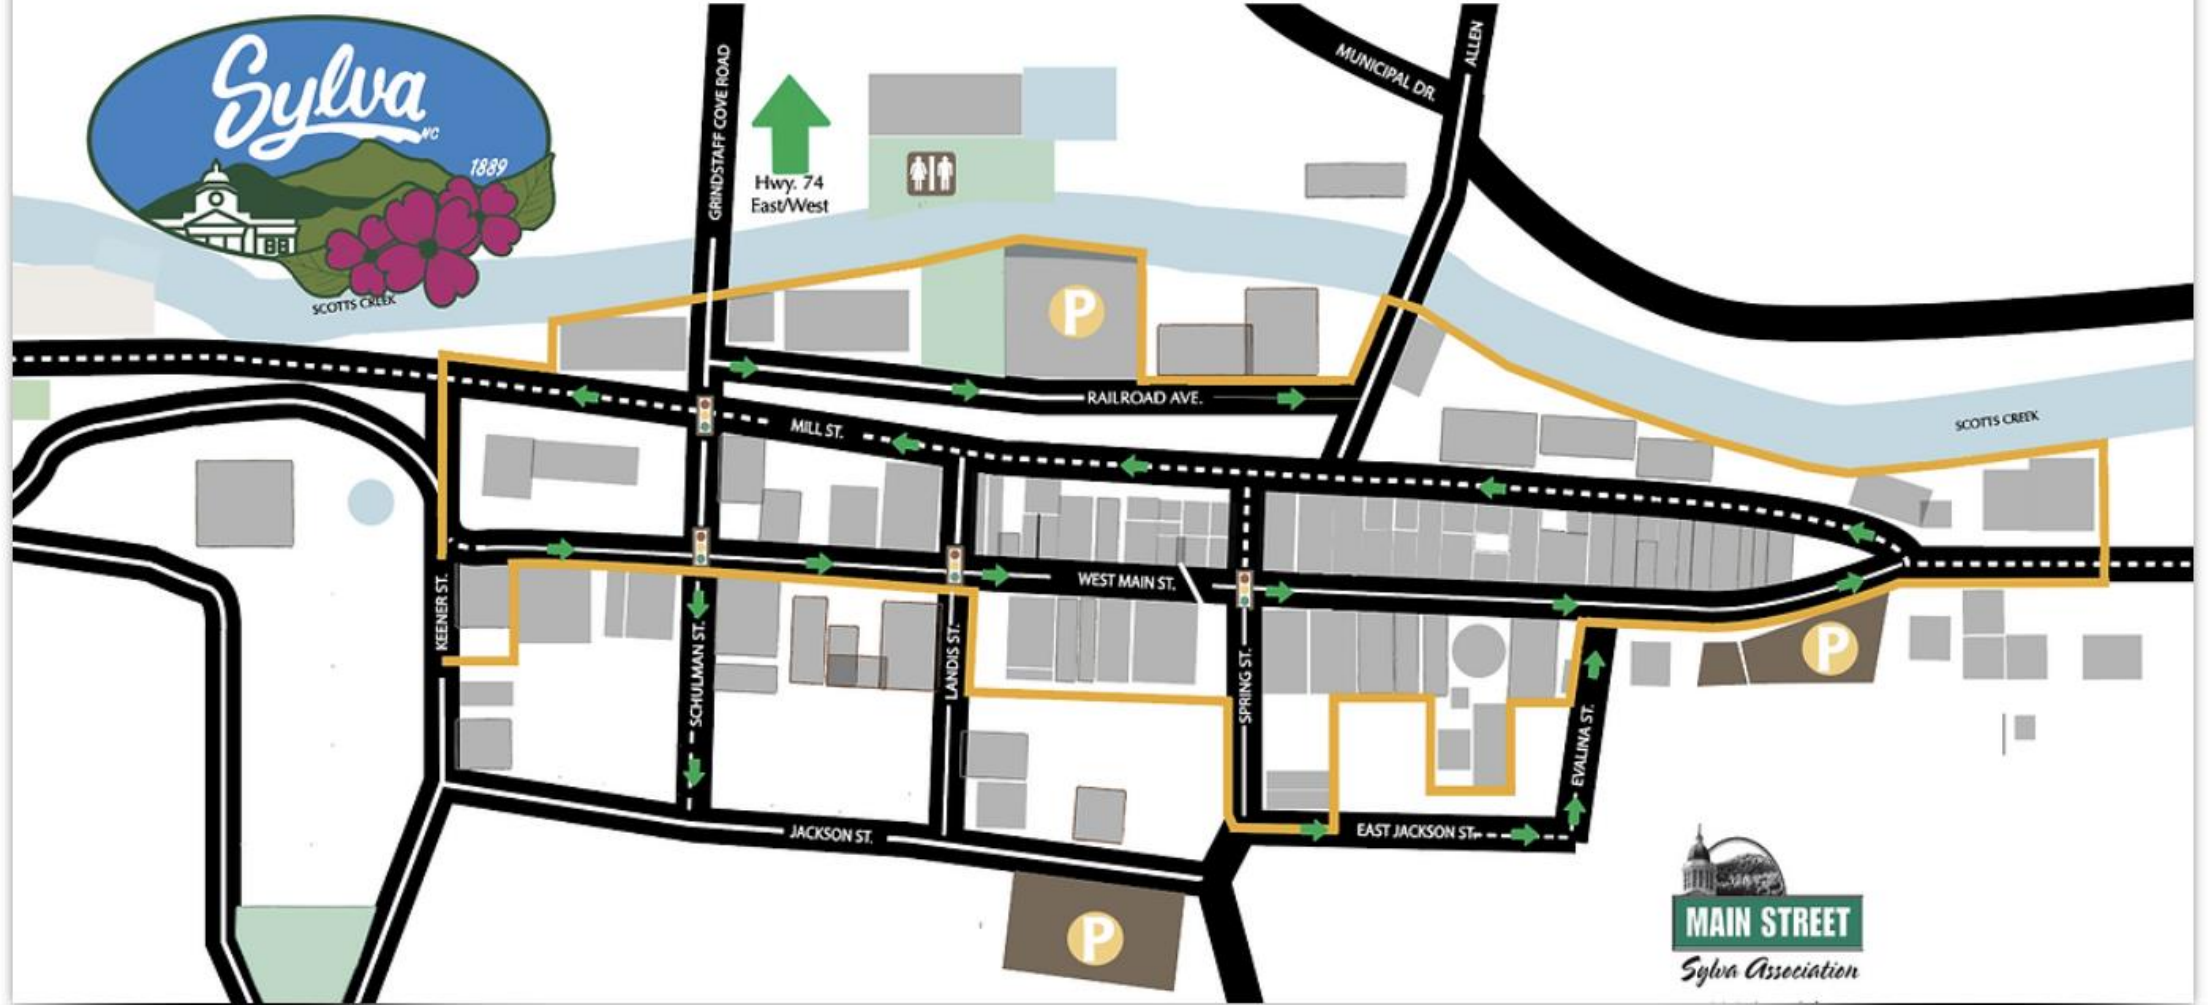 Sylva
NC
1889
SCOTTS CREEK
GRINDSTAFF COVE ROAD
Hwy. 74
East/West
MUNICIPAL DR.
ALLEN
P
RAILROAD AVE.
MILL ST.
SCOTTS CREEK
WEST MAIN ST.
KEENER ST.
SCHULMAN ST.
LANDIS ST.
SPRING ST.
EVALINA ST.
P
JACKSON ST.
EAST JACKSON ST.
P
MAIN STREET
Sylva Association